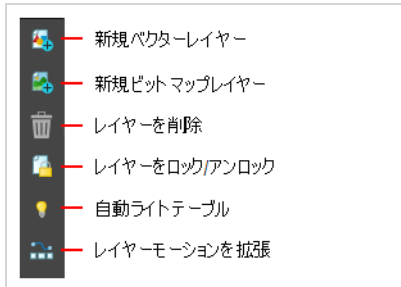 新規ベクターレイヤー
新規ビットマップレイヤー
レイヤーを削除
レイヤーをロック/アンロック
自動ライトテーブル
レイヤーモーションを拡張